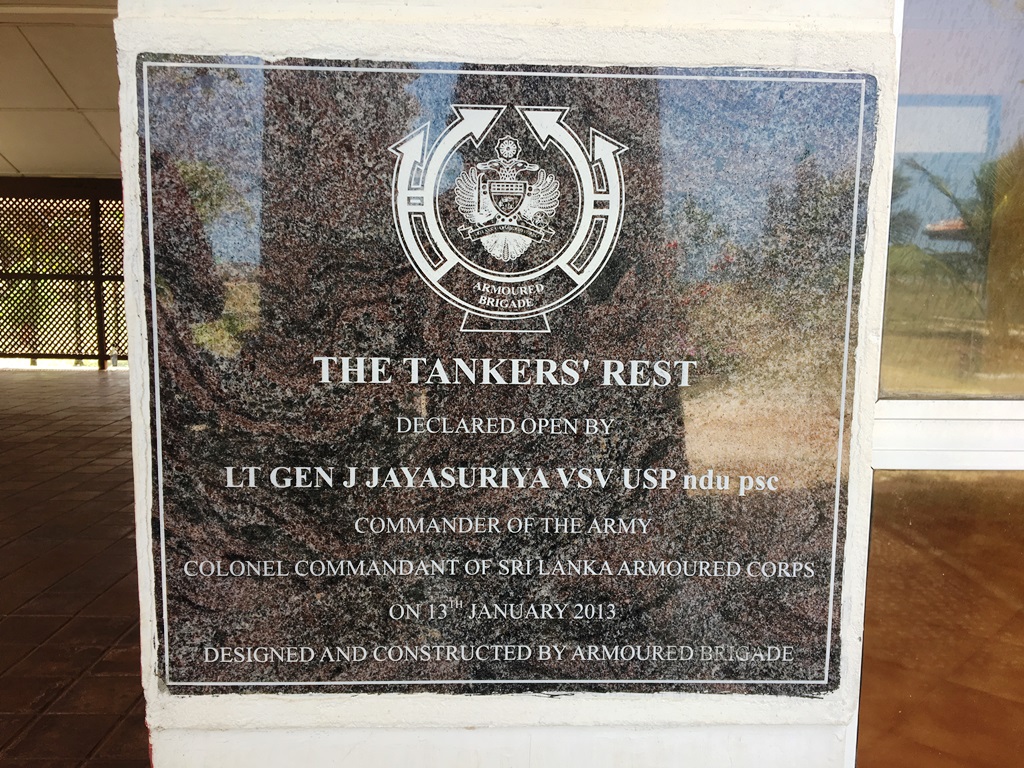 ARMOURED
BRIGADE
THE TANKERS' REST
DECLARED OPEN BY
LT GEN J JAYASURIYA VSV USP ndu psc
COMMANDER OF THE ARMY
COLONEL COMMANDANT OF SRI LANKA ARMOURED CORPS
ON 13TH JANUARY 2013
DESIGNED AND CONSTRUCTED BY ARMOURED BRIGADE